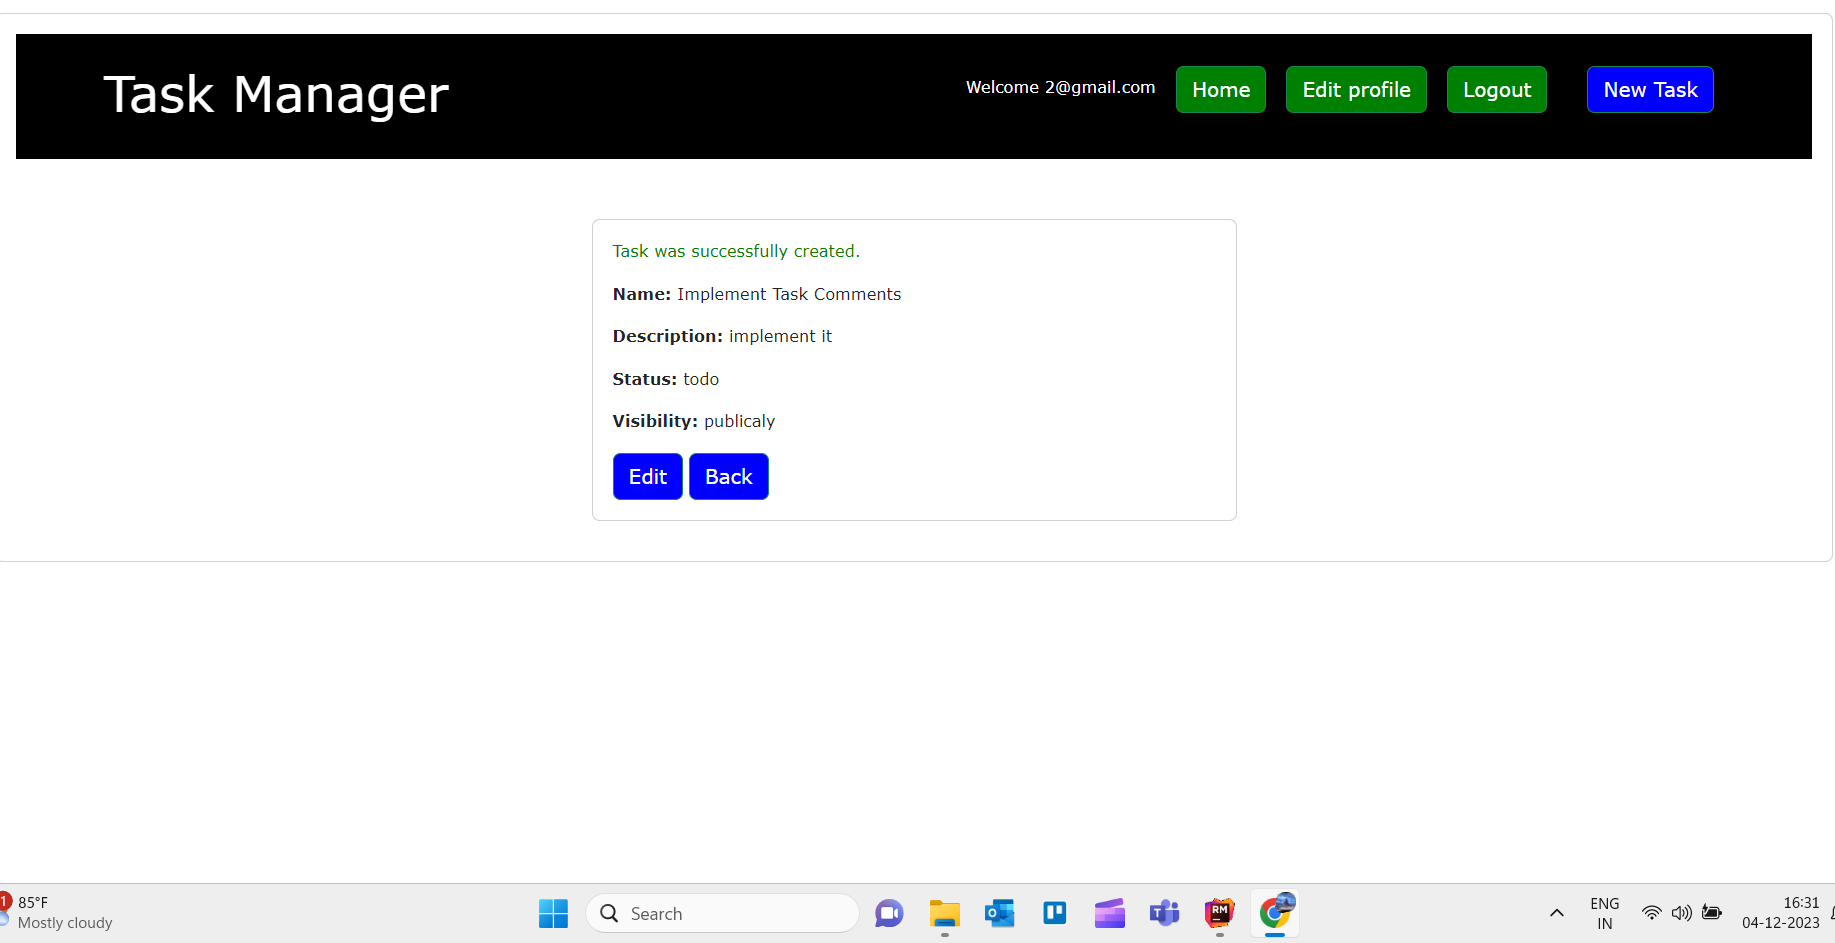 Task Manager
Welcome 2@gmail.com
Home
Edit profile
Logout
New Task
Task was successfully created.
Name: Implement Task Comments
Description: implement it
Status: todo
Visibility: publicaly
Edit
Back
1
85°F
Mostly cloudy
Search
RM
ENG
IN
16:31
04-12-2023